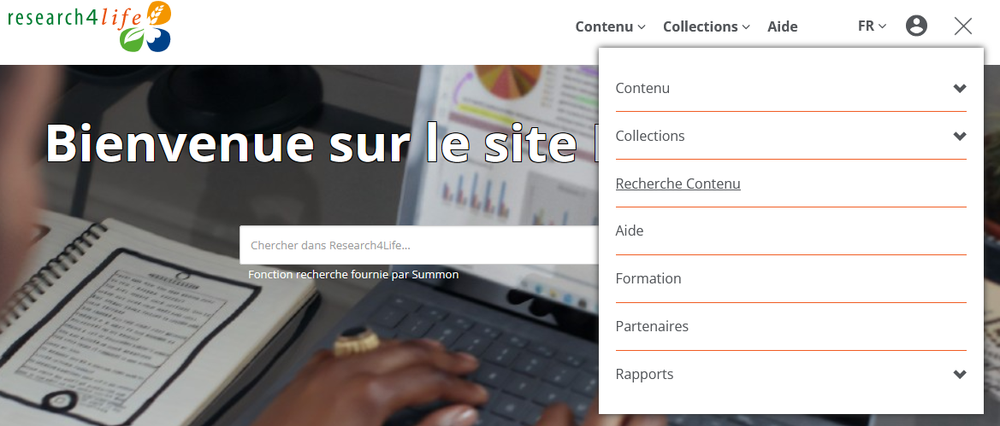 research4life
Contenu
Collections
Aide
FR
Contenu
Collections
Recherche Contenu
Aide
Formation
Partenaires
Rapports
Bienvenue sur le site
Chercher dans Research4Life...
Fonction recherche fournie par Summon